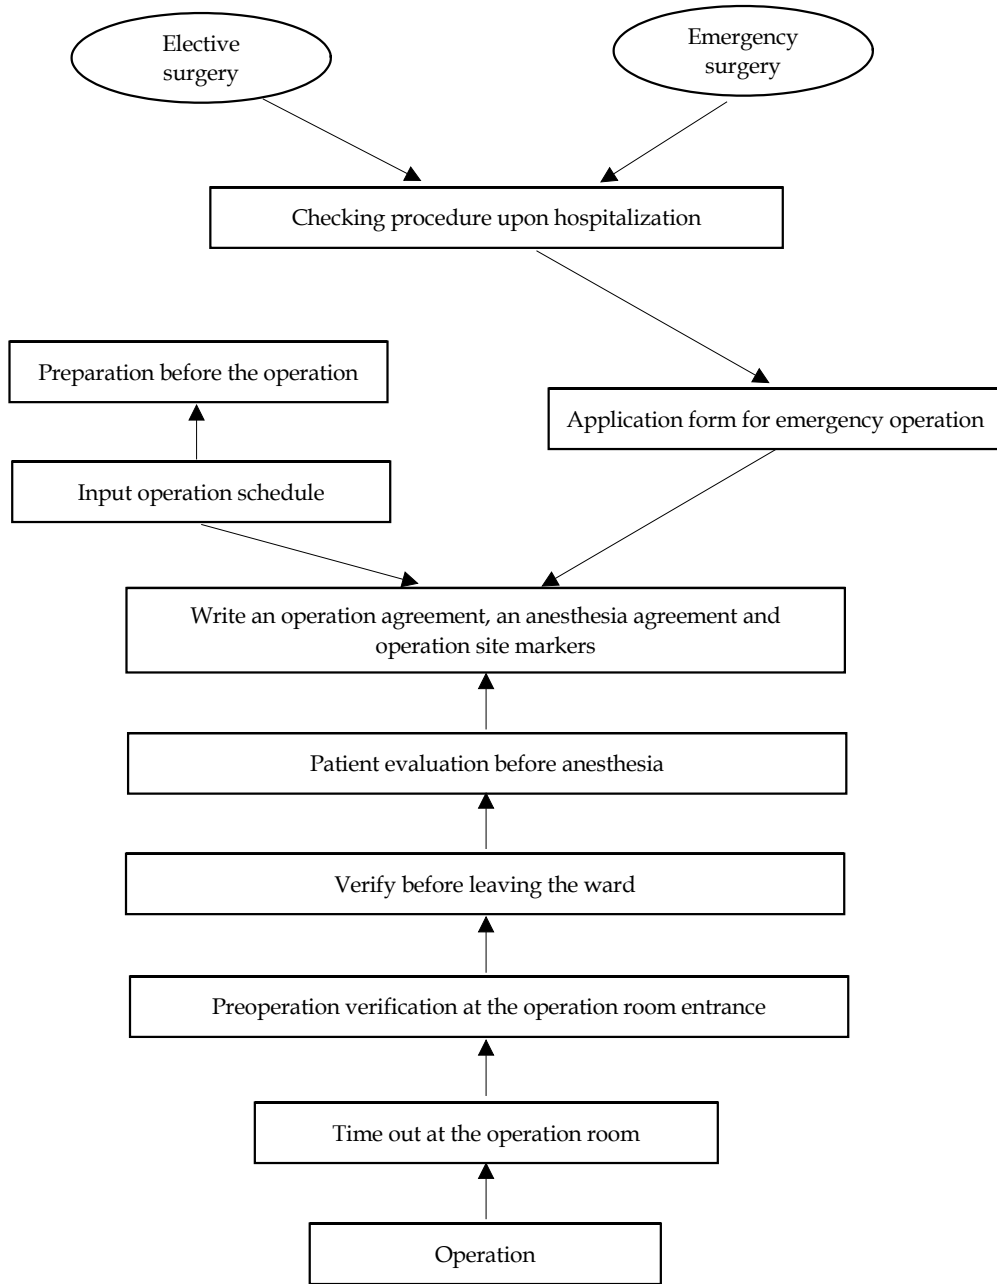 Elective
surgery
Emergency
surgery
Checking procedure upon hospitalization
Preparation before the operation
Application form for emergency operation
Input operation schedule
Write an operation agreement, an anesthesia agreement and
operation site markers
Patient evaluation before anesthesia
Verify before leaving the ward
Preoperation verification at the operation room entrance
Time out at the operation room
Operation